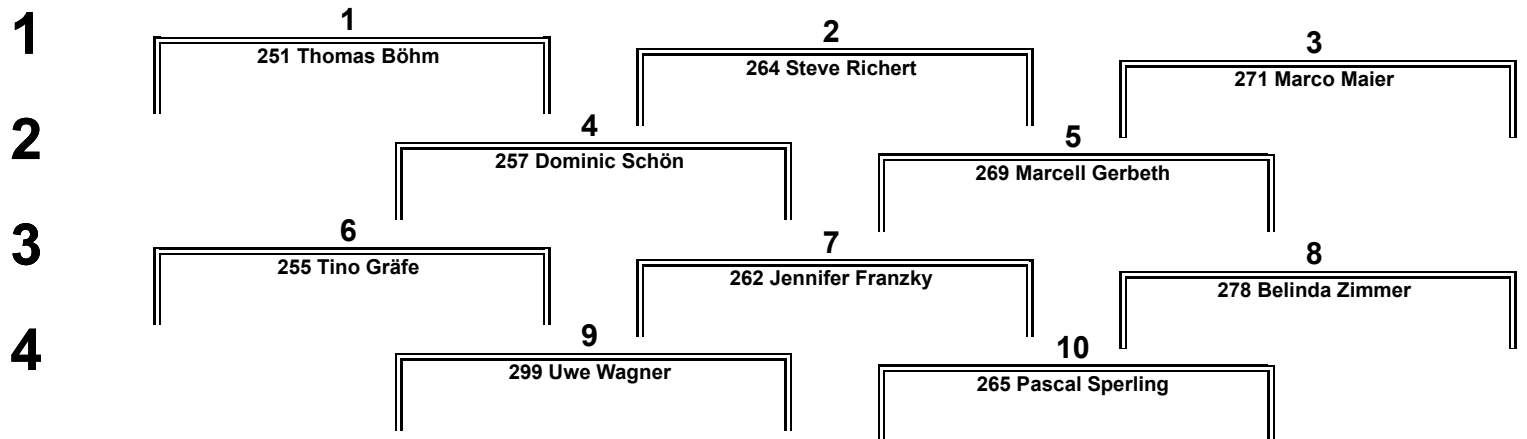 1
1
2
3
251 Thomas Böhm
264 Steve Richert
271 Marco Maier
2
4
5
257 Dominic Schön
269 Marcell Gerbeth
3
6
7
8
255 Tino Gräfe
262 Jennifer Franzky
278 Belinda Zimmer
4
9
10
299 Uwe Wagner
265 Pascal Sperling